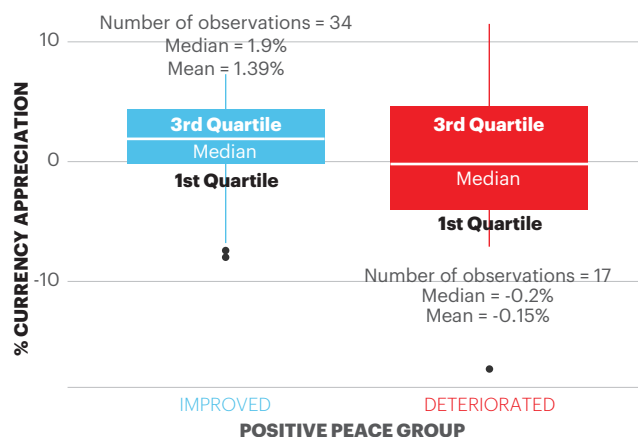 Number of observations = 34
Median = 1.9%
Mean = 1.39%
10
0
-10
% CURRENCY APPRECIATION
3rd Quartile
Median
1st Quartile
3rd Quartile
Median
1st Quartile
Number of observations = 17
Median = -0.2%
Mean = -0.15%
IMPROVED
DETERIORATED
POSITIVE PEACE GROUP